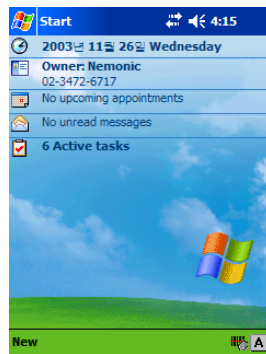 Start 4:15
2003년 11월 26일 Wednesday
Owner: Nemonic
02-3472-6717
No upcoming appointments
No unread messages
6 Active tasks
New A